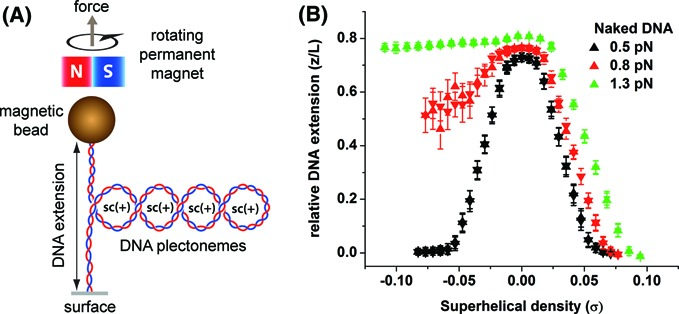 (A)
force
rotating
permanent
magnet
N S
magnetic
bead
DNA extension
sc(+) sc(+) sc(+) sc(+)
DNA plectonemes
surface
(B)
relative DNA extension (z/L)
0.8
0.6
0.4
0.2
0.0
Naked DNA
0.5 pN
0.8 pN
1.3 pN
-0.10 -0.05 0.00 0.05 0.10
Superhelical density (σ)